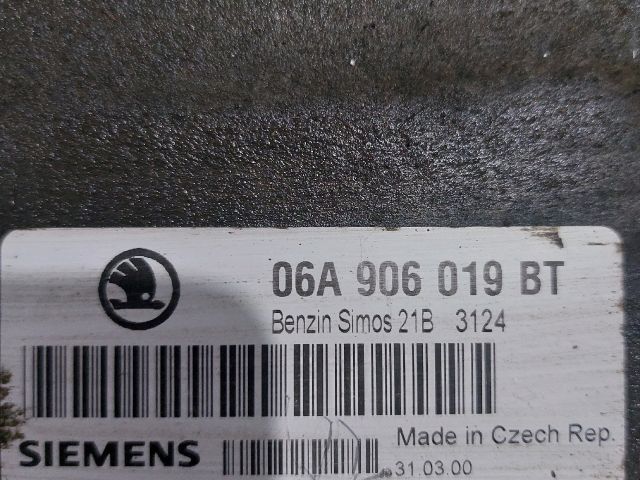 06A 906 019 BT
Benzin Simos 21B 3124
SIEMENS
Made in Czech Rep.
31.03.00